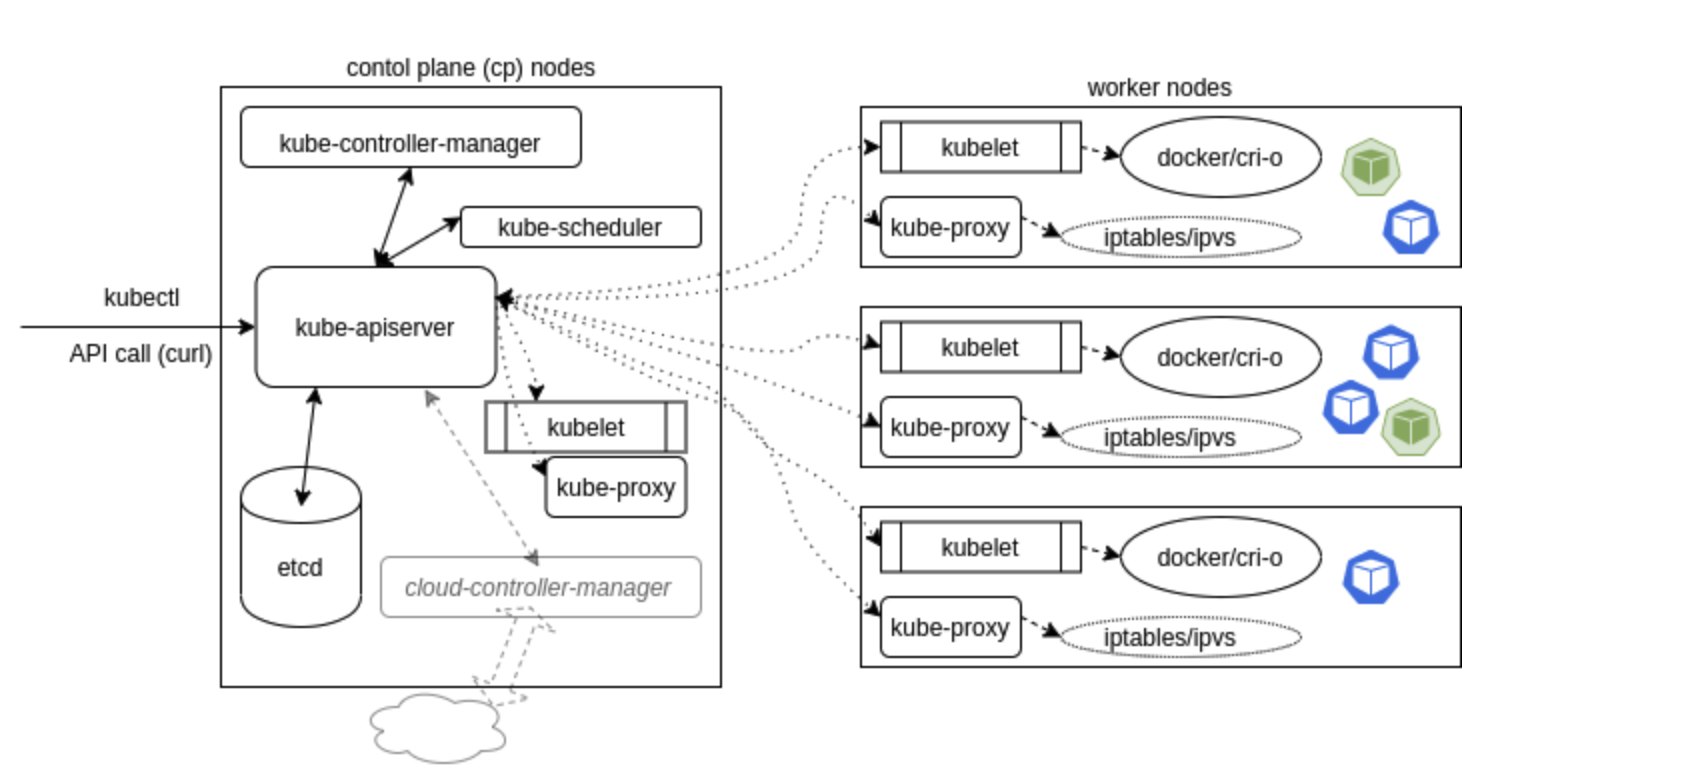 contol plane (cp) nodes
kube-controller-manager
kube-scheduler
kubectl
API call (curl)
kube-apiserver
kubelet
kube-proxy
etcd
cloud-controller-manager
worker nodes
kubelet
docker/cri-o
kube-proxy
iptables/ipvs
kubelet
docker/cri-o
kube-proxy
iptables/ipvs
kubelet
docker/cri-o
kube-proxy
iptables/ipvs